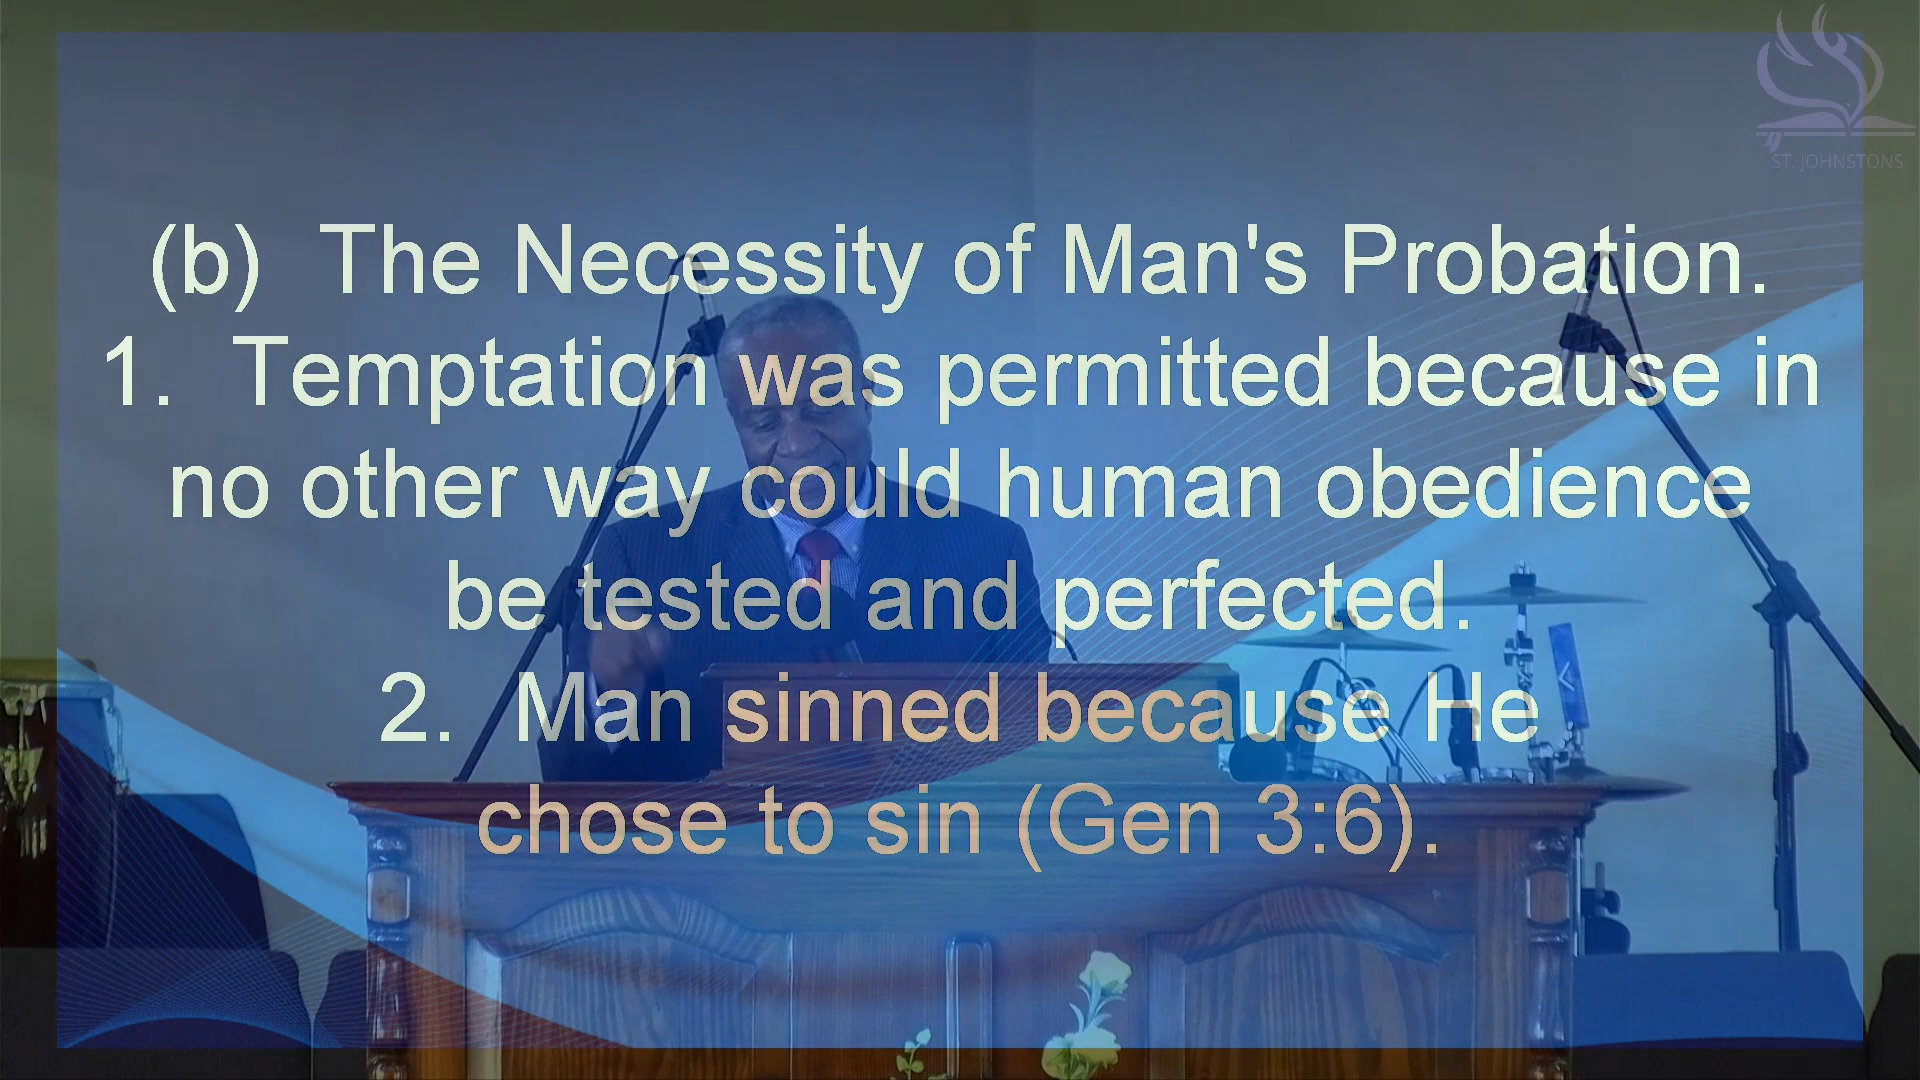 ST. JOHNSTONS
(b) The Necessity of Man's Probation.
1. Temptation was permitted because in
no other way could human obedience
be tested and perfected.
2. Man sinned because He
chose to sin (Gen 3:6).